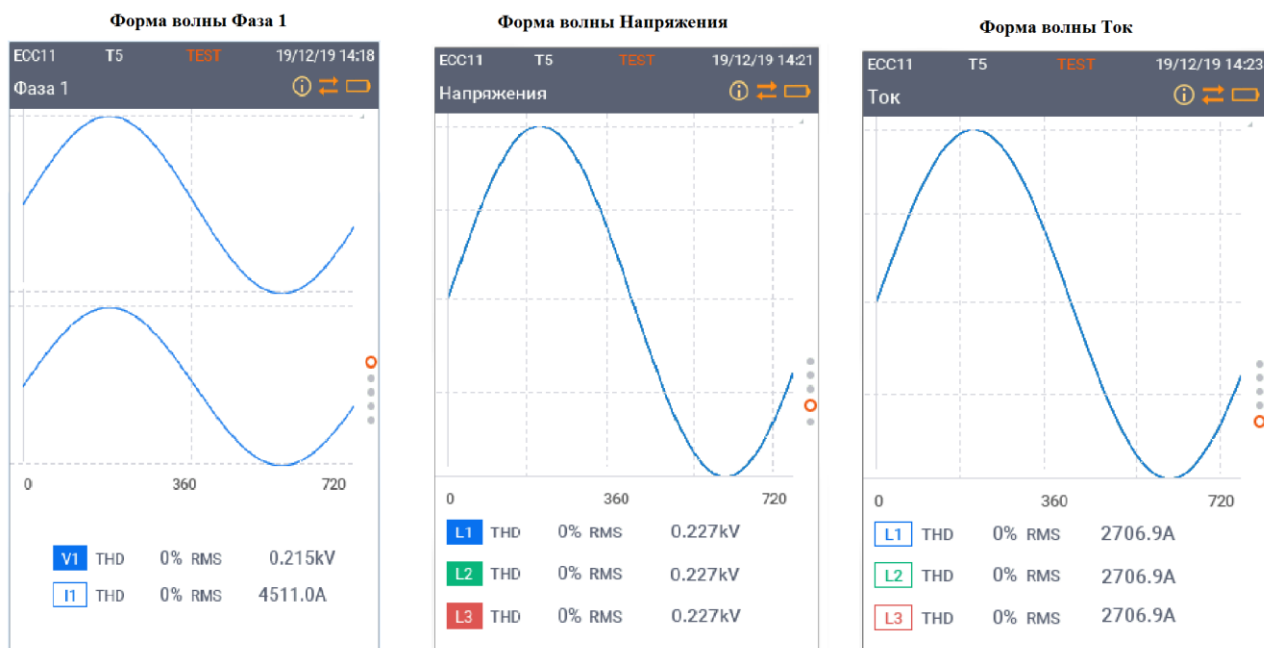 Форма волны Фаза 1
ECC11 T5 TEST 19/12/19 14:18
Фаза 1
0 360 720
V1 THD 0% RMS 0.215kV
I1 THD 0% RMS 4511.0A
Форма волны Напряжения
ECC11 T5 TEST 19/12/19 14:21
Напряжения
0 360 720
L1 THD 0% RMS 0.227kV
L2 THD 0% RMS 0.227kV
L3 THD 0% RMS 0.227kV
Форма волны Ток
ECC11 T5 TEST 19/12/19 14:23
Ток
0 360 720
L1 THD 0% RMS 2706.9A
L2 THD 0% RMS 2706.9A
L3 THD 0% RMS 2706.9A